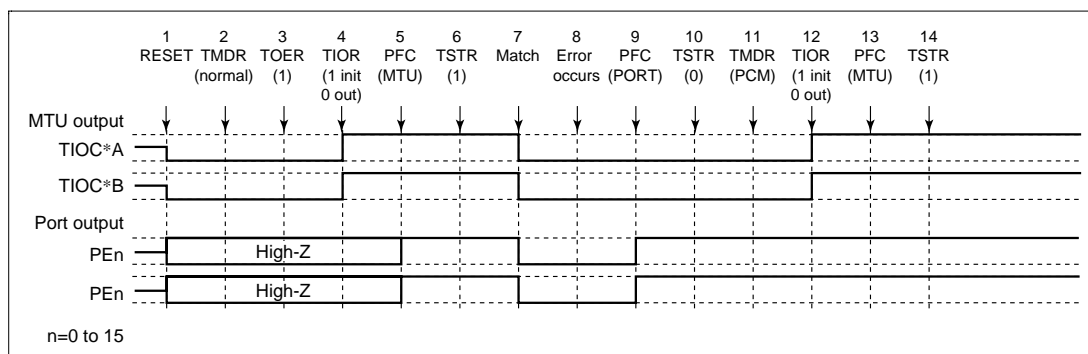 1 2 3 4 5 6 7 8 9 10 11 12 13 14
RESET TMDR TOER TIOR PFC TSTR Match Error PFC TSTR TMDR TIOR PFC TSTR
(normal) (1) (1 init (MTU) (1) occurs (PORT) (0) (PCM) (1 init (MTU) (1)
0 out) 0 out)
MTU output
TIOC*A
TIOC*B
Port output
PEn High-Z
PEn High-Z
n=0 to 15